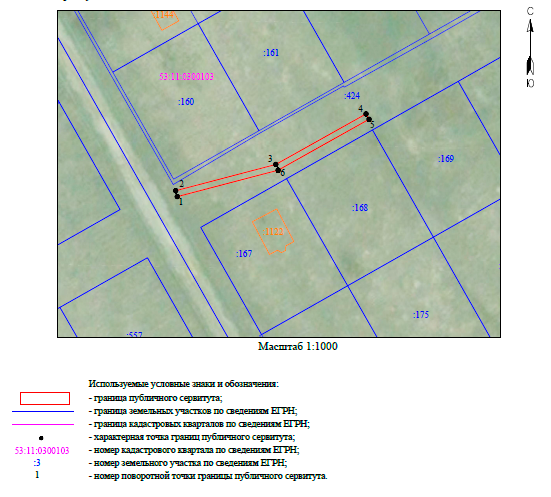 :1144
С
:161
53:11:0300103
:160
:424
4
5
3
6
:169
2
1
:168
:167
:175
:557
Ю
Масштаб 1:1000
Используемые условные знаки и обозначения:
- граница публичного сервитута;
- граница земельных участков по сведениям ЕГРН;
- граница кадастровых кварталов по сведениям ЕГРН;
- характерная точка границ публичного сервитута;
53:11:0300103 - номер кадастрового квартала по сведениям ЕГРН;
:3 - номер земельного участка по сведениям ЕГРН;
1 - номер поворотной точки границы публичного сервитута.